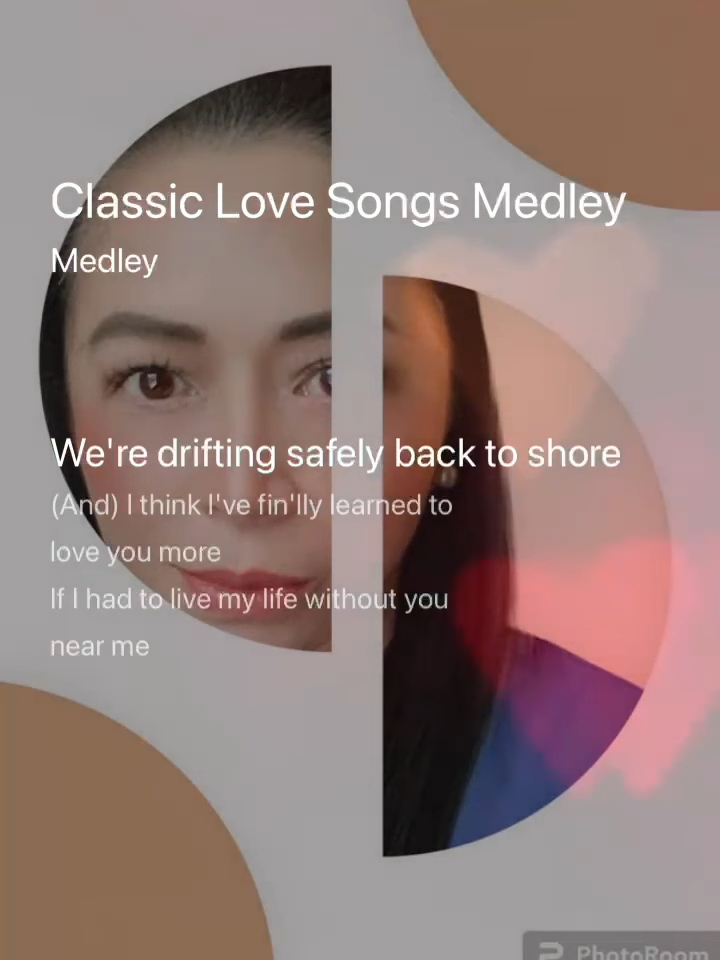 Classic Love Songs Medley
Medley
We're drifting safely back to shore
(And) I think I've fin'lly learned to
love you more
If I had to live my life without you
near me
PhotoRoom